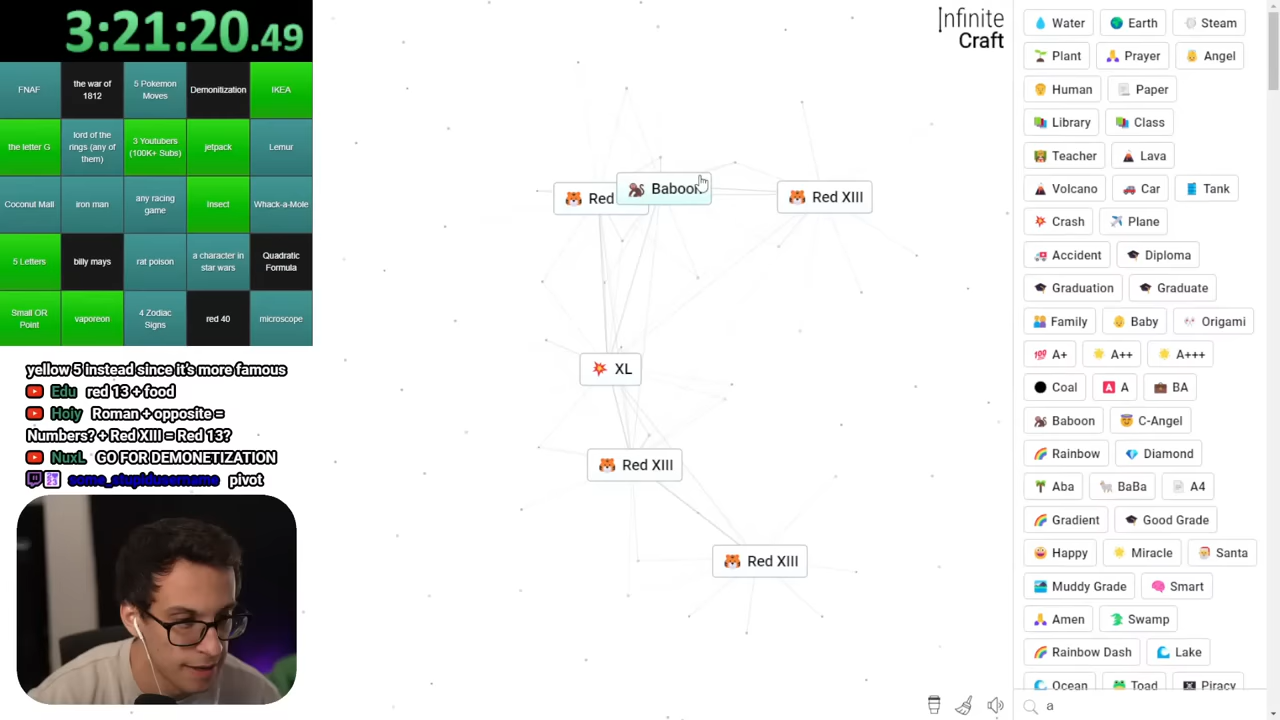 3:21:20.49
FNAF
the war of
1812
5 Pokemon
Moves
Demonitization
IKEA
the letter G
lord of the
rings (any of
them)
3 Youtubers
(100K+ Subs)
jetpack
Lemur
Coconut Mall
iron man
any racing
game
Insect
Whack-a-Mole
5 Letters
billy mays
rat poison
a character in
star wars
Quadratic
Formula
Small OR
Point
vaporeon
4 Zodiac
Signs
red 40
microscope
yellow 5 instead since it's more famous
Edu red 13 + food
Holy Roman + opposite =
Numbers? + Red XIII = Red 13?
NuxL GO FOR DEMONETIZATION
some_stupidusername pivot
Red
Baboon
Red XIII
XL
Red XIII
Red XIII
Infinite
Craft
Water Earth Steam
Plant Prayer Angel
Human Paper
Library Class
Teacher Lava
Volcano Car Tank
Crash Plane
Accident Diploma
Graduation Graduate
Family Baby Origami
A+ A++ A+++
Coal A BA
Baboon C-Angel
Rainbow Diamond
Aba BaBa A4
Gradient Good Grade
Happy Miracle Santa
Muddy Grade Smart
Amen Swamp
Rainbow Dash Lake
Ocean Toad Piracy
a